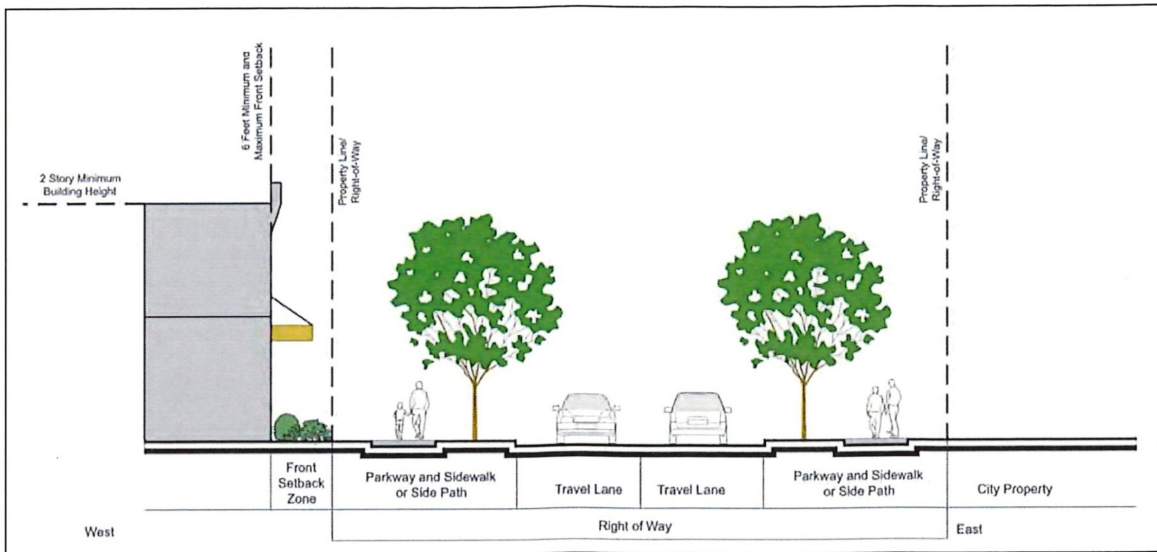 6 Feet Minimum and
Maximum Front Setback
Property Line/
Right-of-Way
Property Line/
Right-of-Way
2 Story Minimum
Building Height
Front
Setback
Zone
Parkway and Sidewalk
or Side Path
Travel Lane
Travel Lane
Parkway and Sidewalk
or Side Path
City Property
West
Right of Way
East